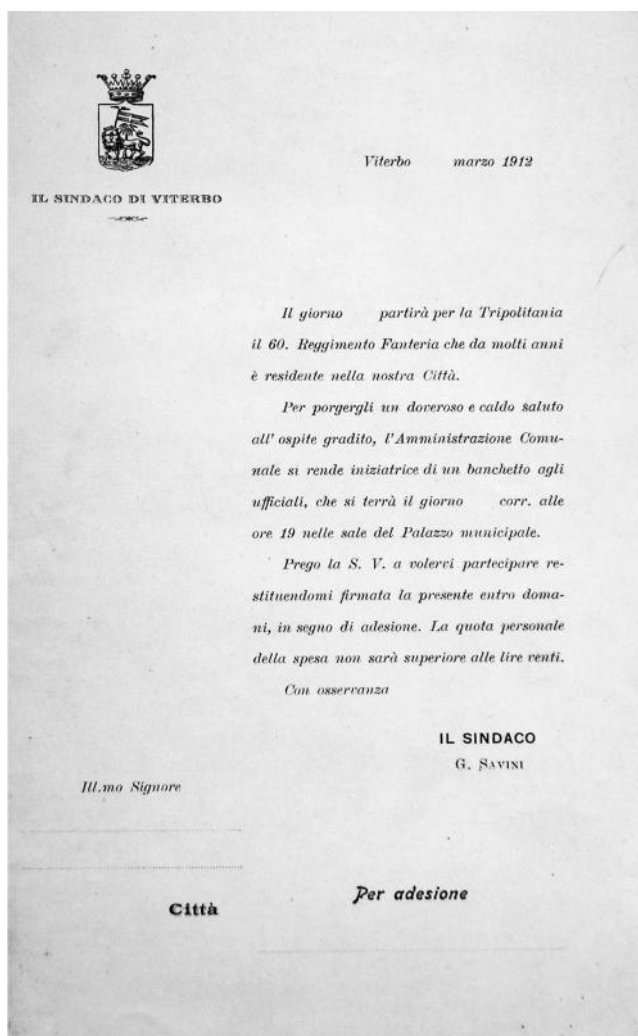 Viterbo marzo 1912
IL SINDACO DI VITERBO
Il giorno partirà per la Tripolitania
il 60. Reggimento Fanteria che da molti anni
è residente nella nostra Città.
Per porgergli un doveroso e caldo saluto
all' ospite gradito, l'Amministrazione Comu-
nale si rende iniziatrice di un banchetto agli
ufficiali, che si terrà il giorno corr. alle
ore 19 nelle sale del Palazzo municipale.
Prego la S. V. a volervi partecipare re-
stituendomi firmata la presente entro doma-
ni, in segno di adesione. La quota personale
della spesa non sarà superiore alle lire venti.
Con osservanza
IL SINDACO
G. SAVINI
Ill.mo Signore
Città
Per adesione